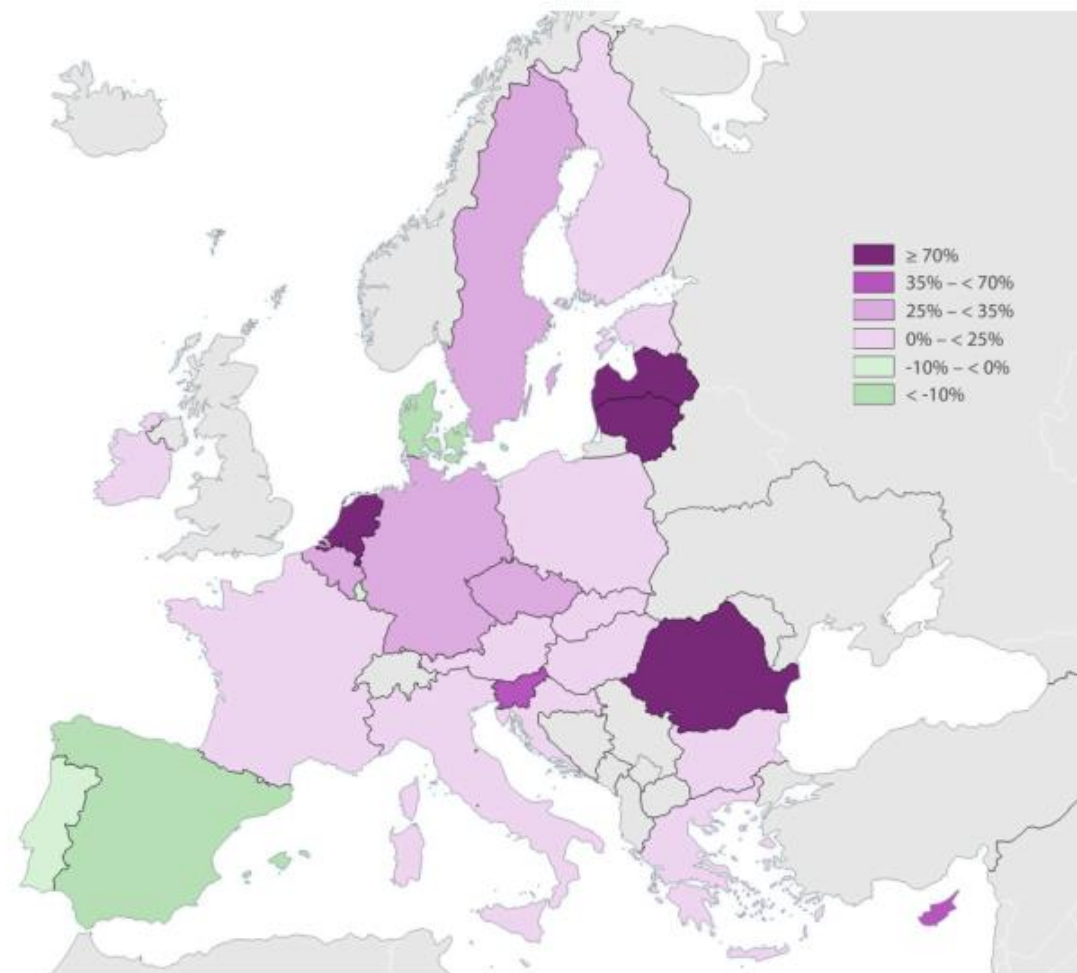 ≥ 70%
35% – < 70%
25% – < 35%
0% – < 25%
-10% – < 0%
< -10%